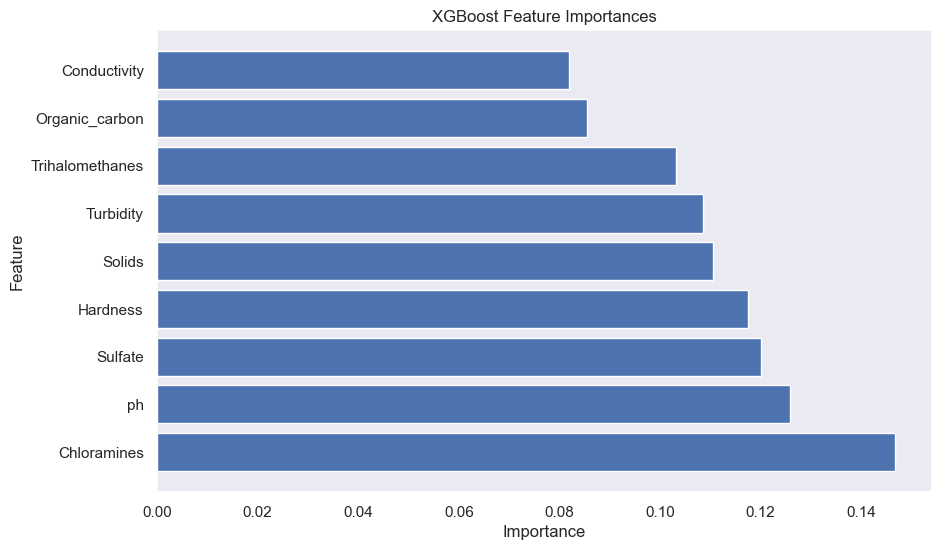 XGBoost Feature Importances
Feature
Conductivity
Organic_carbon
Trihalomethanes
Turbidity
Solids
Hardness
Sulfate
ph
Chloramines
0.00 0.02 0.04 0.06 0.08 0.10 0.12 0.14
Importance